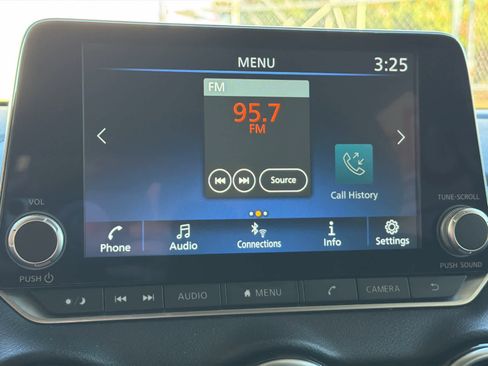 MENU 3:25
FM
95.7
FM
Source
Call History
Phone Audio Connections Info Settings
VOL TUNE·SCROLL
PUSH PUSH SOUND
AUDIO MENU CAMERA